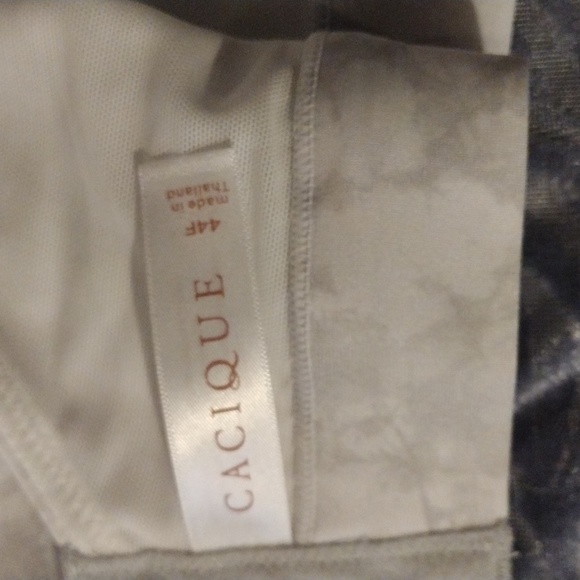 CACIQUE
44F
made in
Thailand